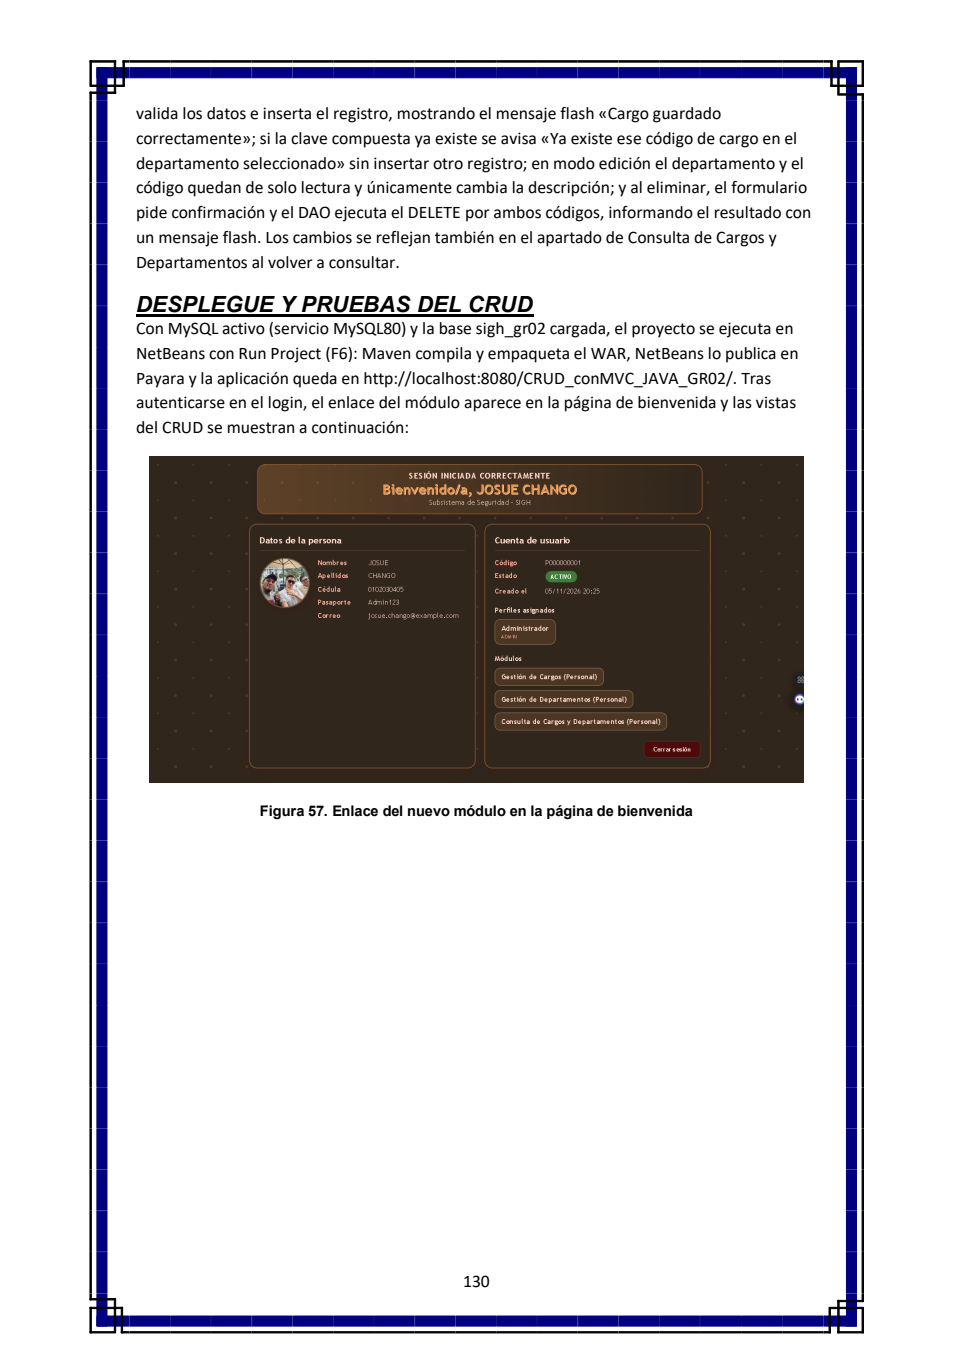 valida los datos e inserta el registro, mostrando el mensaje flash «Cargo guardado
correctamente»; si la clave compuesta ya existe se avisa «Ya existe ese código de cargo en el
departamento seleccionado» sin insertar otro registro; en modo edición el departamento y el
código quedan de solo lectura y únicamente cambia la descripción; y al eliminar, el formulario
pide confirmación y el DAO ejecuta el DELETE por ambos códigos, informando el resultado con
un mensaje flash. Los cambios se reflejan también en el apartado de Consulta de Cargos y
Departamentos al volver a consultar.
DESPLEGUE Y PRUEBAS DEL CRUD
Con MySQL activo (servicio MySQL80) y la base sigh_gr02 cargada, el proyecto se ejecuta en
NetBeans con Run Project (F6): Maven compila y empaqueta el WAR, NetBeans lo publica en
Payara y la aplicación queda en http://localhost:8080/CRUD_conMVC_JAVA_GR02/. Tras
autenticarse en el login, el enlace del módulo aparece en la página de bienvenida y las vistas
del CRUD se muestran a continuación:
SESIÓN INICIADA CORRECTAMENTE
Bienvenido/a, JOSUE CHANGO
Subsistema de Seguridad - SIGH
Datos de la persona
Nombres JOSUE
Apellidos CHANGO
Cédula 0102030405
Pasaporte Admin123
Correo josue.chango@example.com
Cuenta de usuario
Código P000000001
Estado ACTIVO
Creado el 05/11/2026 20:25
Perfiles asignados
Administrador
ADMIN
Módulos
Gestión de Cargos (Personal)
Gestión de Departamentos (Personal)
Consulta de Cargos y Departamentos (Personal)
Cerrar sesión
Figura 57. Enlace del nuevo módulo en la página de bienvenida
130